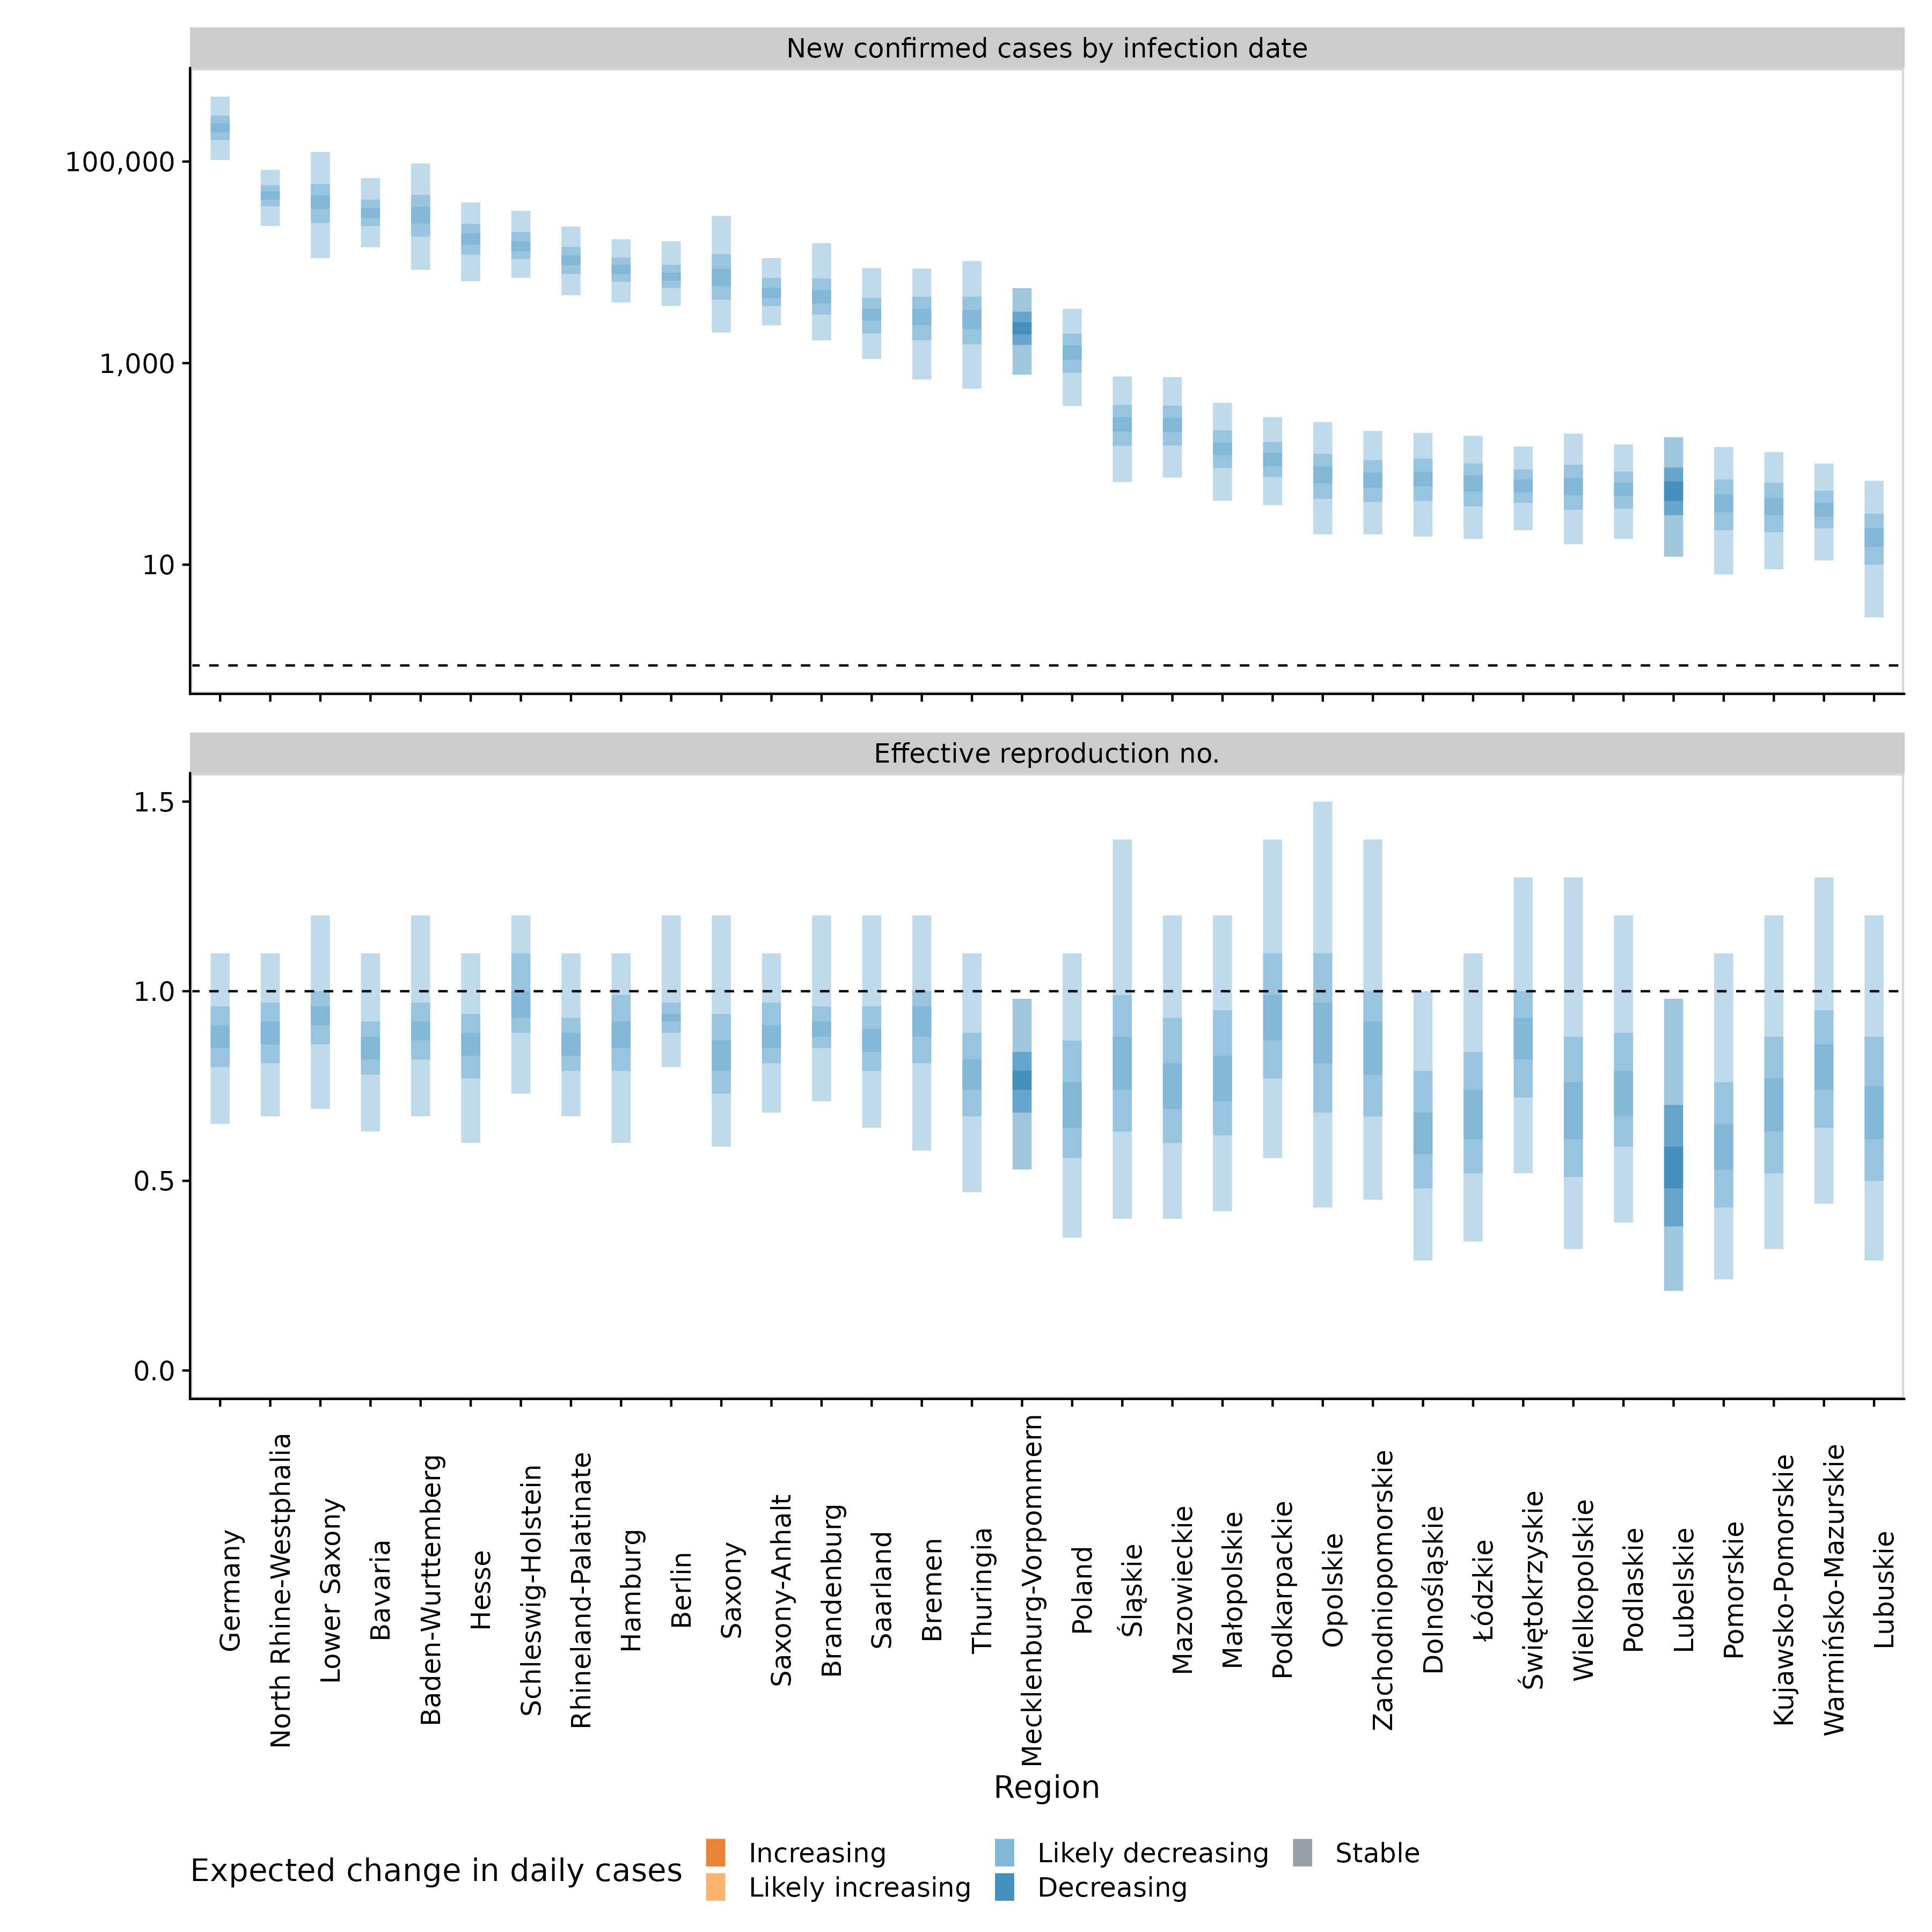 New confirmed cases by infection date
100,000
1,000
10
Effective reproduction no.
1.5
1.0
0.5
0.0
Germany
North Rhine-Westphalia
Lower Saxony
Bavaria
Baden-Wurttemberg
Hesse
Schleswig-Holstein
Rhineland-Palatinate
Hamburg
Berlin
Saxony
Saxony-Anhalt
Brandenburg
Saarland
Bremen
Thuringia
Mecklenburg-Vorpommern
Poland
Śląskie
Mazowieckie
Małopolskie
Podkarpackie
Opolskie
Zachodniopomorskie
Dolnośląskie
Łódzkie
Świętokrzyskie
Wielkopolskie
Podlaskie
Lubelskie
Pomorskie
Kujawsko-Pomorskie
Warmińsko-Mazurskie
Lubuskie
Region
Expected change in daily cases
Increasing
Likely increasing
Likely decreasing
Decreasing
Stable